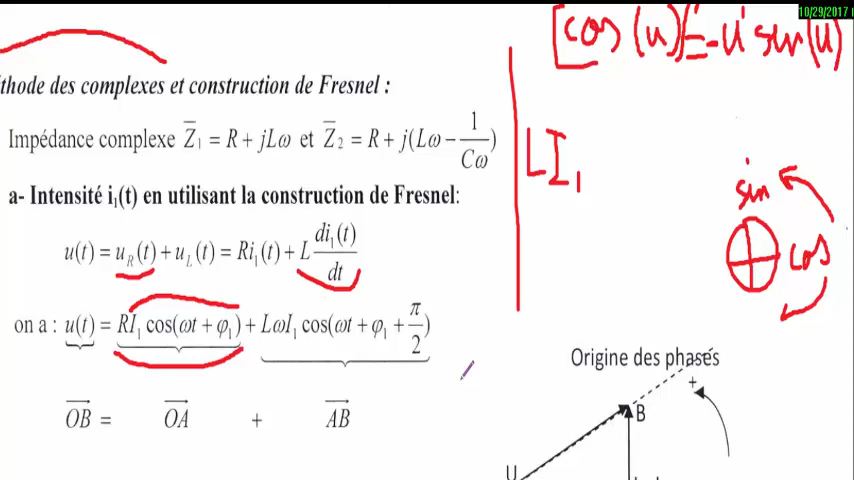 10/29/2017
[cos(u)]'=-u' sin(u)
thode des complexes et construction de Fresnel :
Impédance complexe Z̅₁ = R + jLω et Z̅₂ = R + j(Lω − 1/Cω)
LI₁
a- Intensité i₁(t) en utilisant la construction de Fresnel:
sin
cos
u(t) = u_R(t) + u_L(t) = Ri₁(t) + L di₁(t)/dt
on a : u(t) = RI₁ cos(ωt + φ₁) + LωI₁ cos(ωt + φ₁ + π/2)
Origine des phases
+
OB = OA + AB
B
U